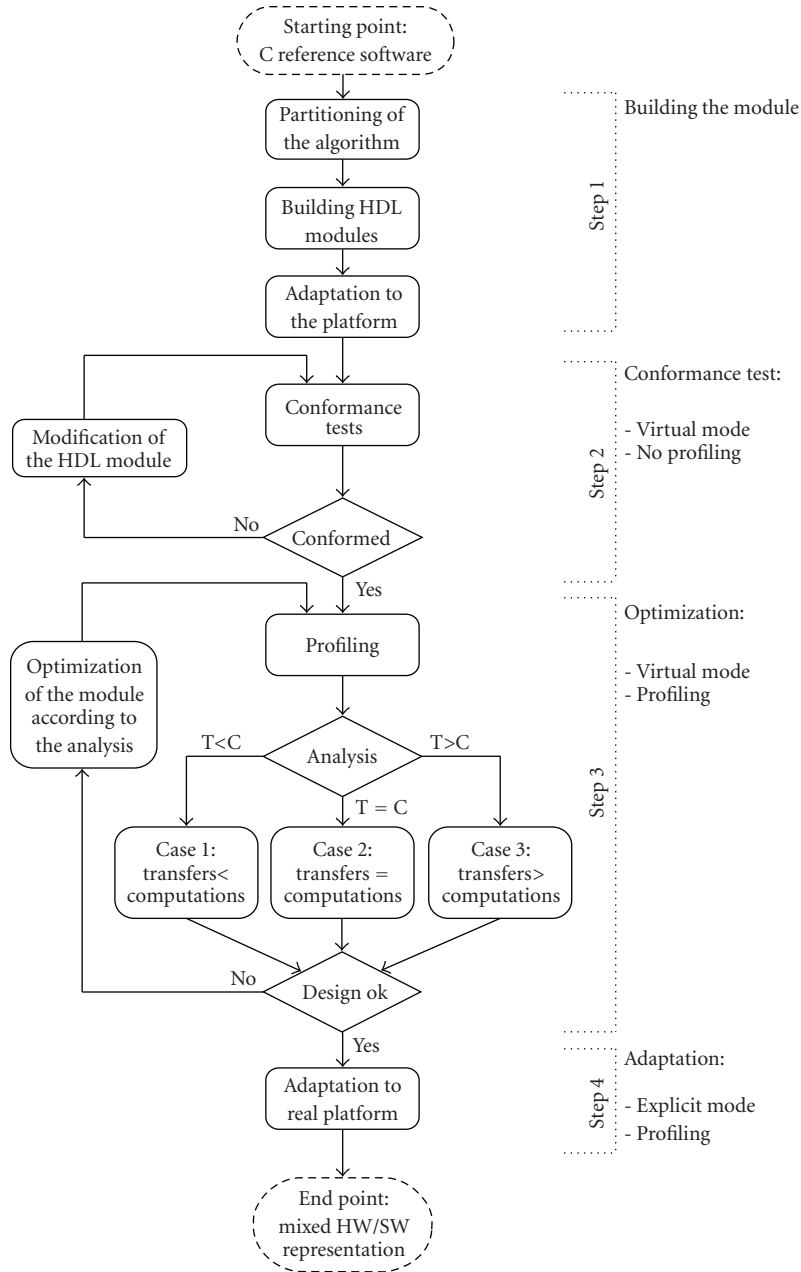 Starting point:
C reference software
Partitioning of
the algorithm
Building HDL
modules
Adaptation to
the platform
Step 1
Building the module
Conformance
tests
Modification of
the HDL module
No
Conformed
Yes
Step 2
Conformance test:
- Virtual mode
- No profiling
Profiling
Optimization
of the module
according to
the analysis
T<C
Analysis
T>C
T = C
Case 1:
transfers<
computations
Case 2:
transfers =
computations
Case 3:
transfers>
computations
No
Design ok
Yes
Step 3
Optimization:
- Virtual mode
- Profiling
Adaptation to
real platform
Step 4
Adaptation:
- Explicit mode
- Profiling
End point:
mixed HW/SW
representation